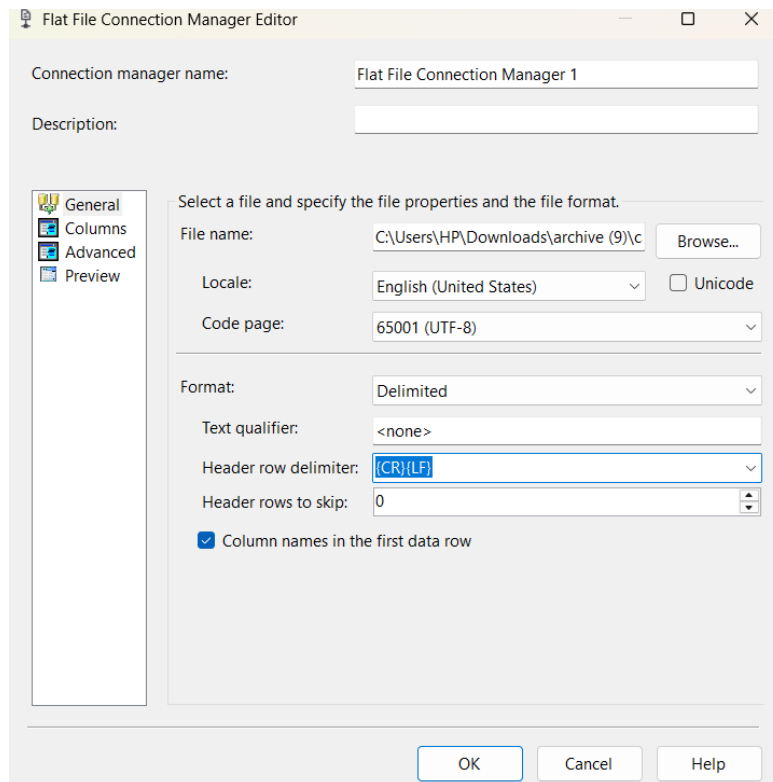 Flat File Connection Manager Editor
Connection manager name: Flat File Connection Manager 1
Description:
General
Columns
Advanced
Preview
Select a file and specify the file properties and the file format.
File name: C:\Users\HP\Downloads\archive (9)\c Browse...
Locale: English (United States) Unicode
Code page: 65001 (UTF-8)
Format: Delimited
Text qualifier: <none>
Header row delimiter: {CR}{LF}
Header rows to skip: 0
Column names in the first data row
OK Cancel Help